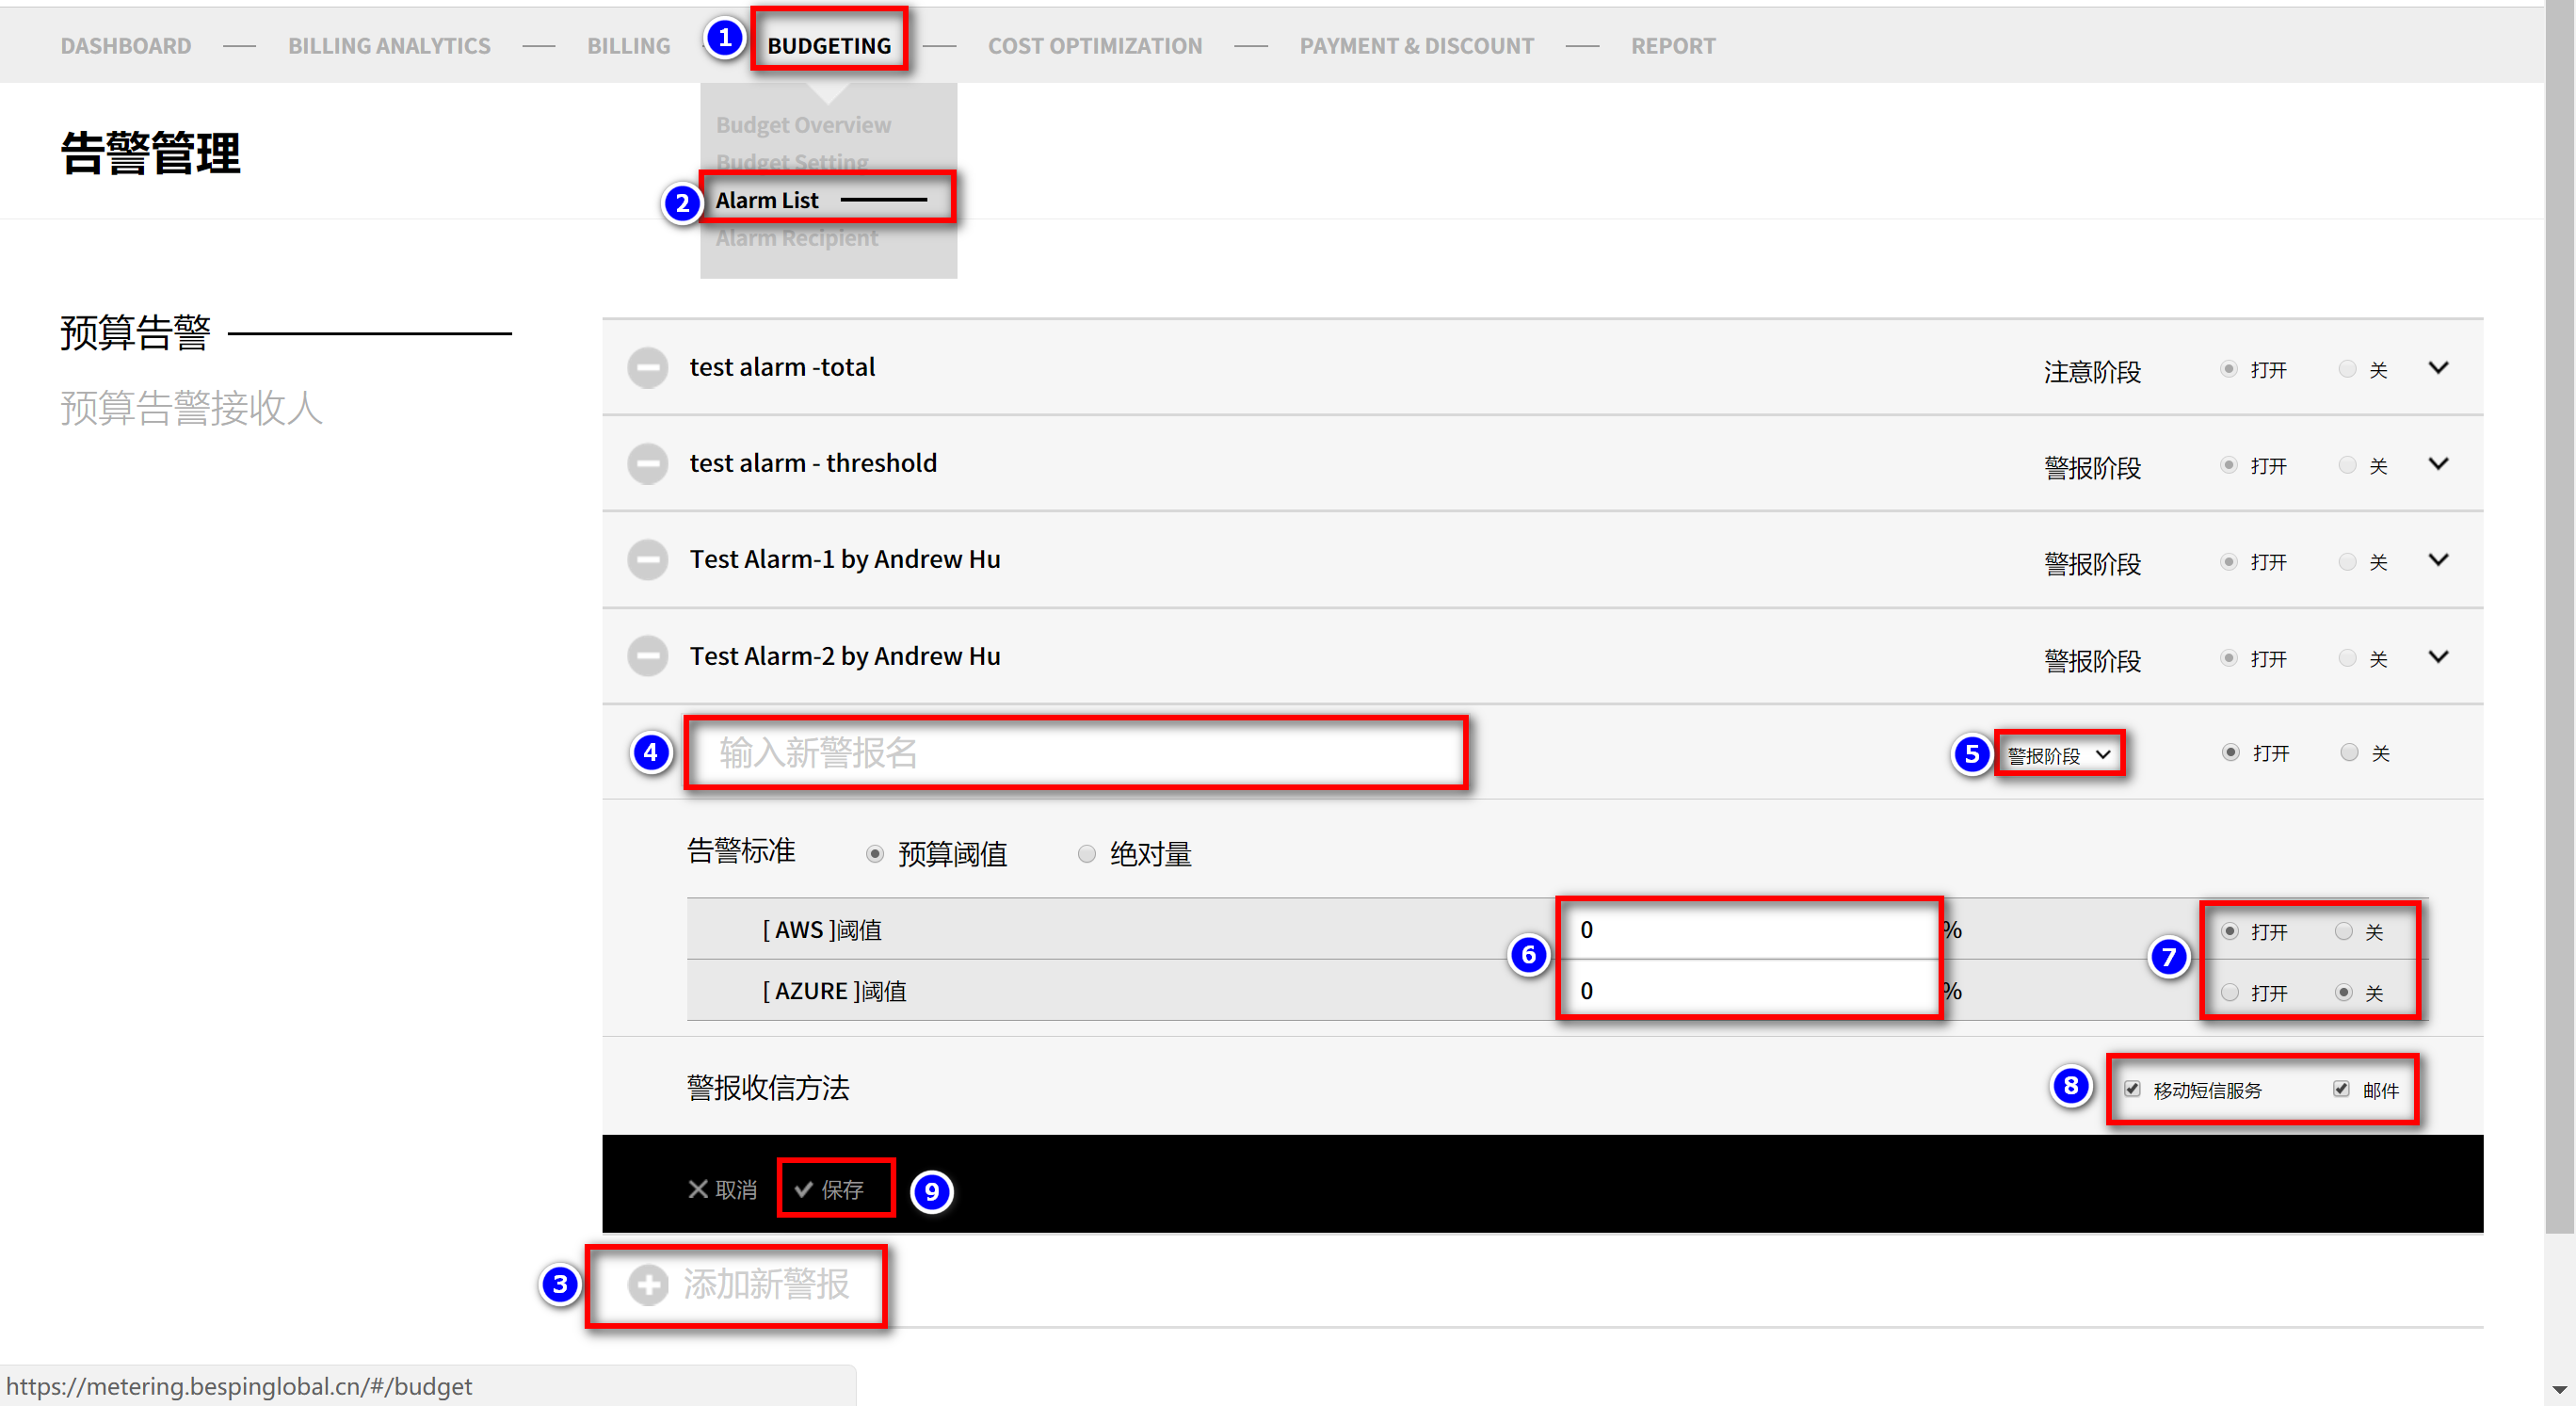 DASHBOARD — BILLING ANALYTICS — BILLING 1 BUDGETING — COST OPTIMIZATION — PAYMENT & DISCOUNT — REPORT
Budget Overview
Budget Setting
2 Alarm List
Alarm Recipient
告警管理
预算告警
预算告警接收人
test alarm -total 注意阶段 打开 关
test alarm - threshold 警报阶段 打开 关
Test Alarm-1 by Andrew Hu 警报阶段 打开 关
Test Alarm-2 by Andrew Hu 警报阶段 打开 关
4 输入新警报名 5 警报阶段 打开 关
告警标准 预算阈值 绝对量
[ AWS ]阈值 0 % 打开 关
6 7
[ AZURE ]阈值 0 % 打开 关
警报收信方法 8 移动短信服务 邮件
取消 保存 9
3 添加新警报
https://metering.bespinglobal.cn/#/budget